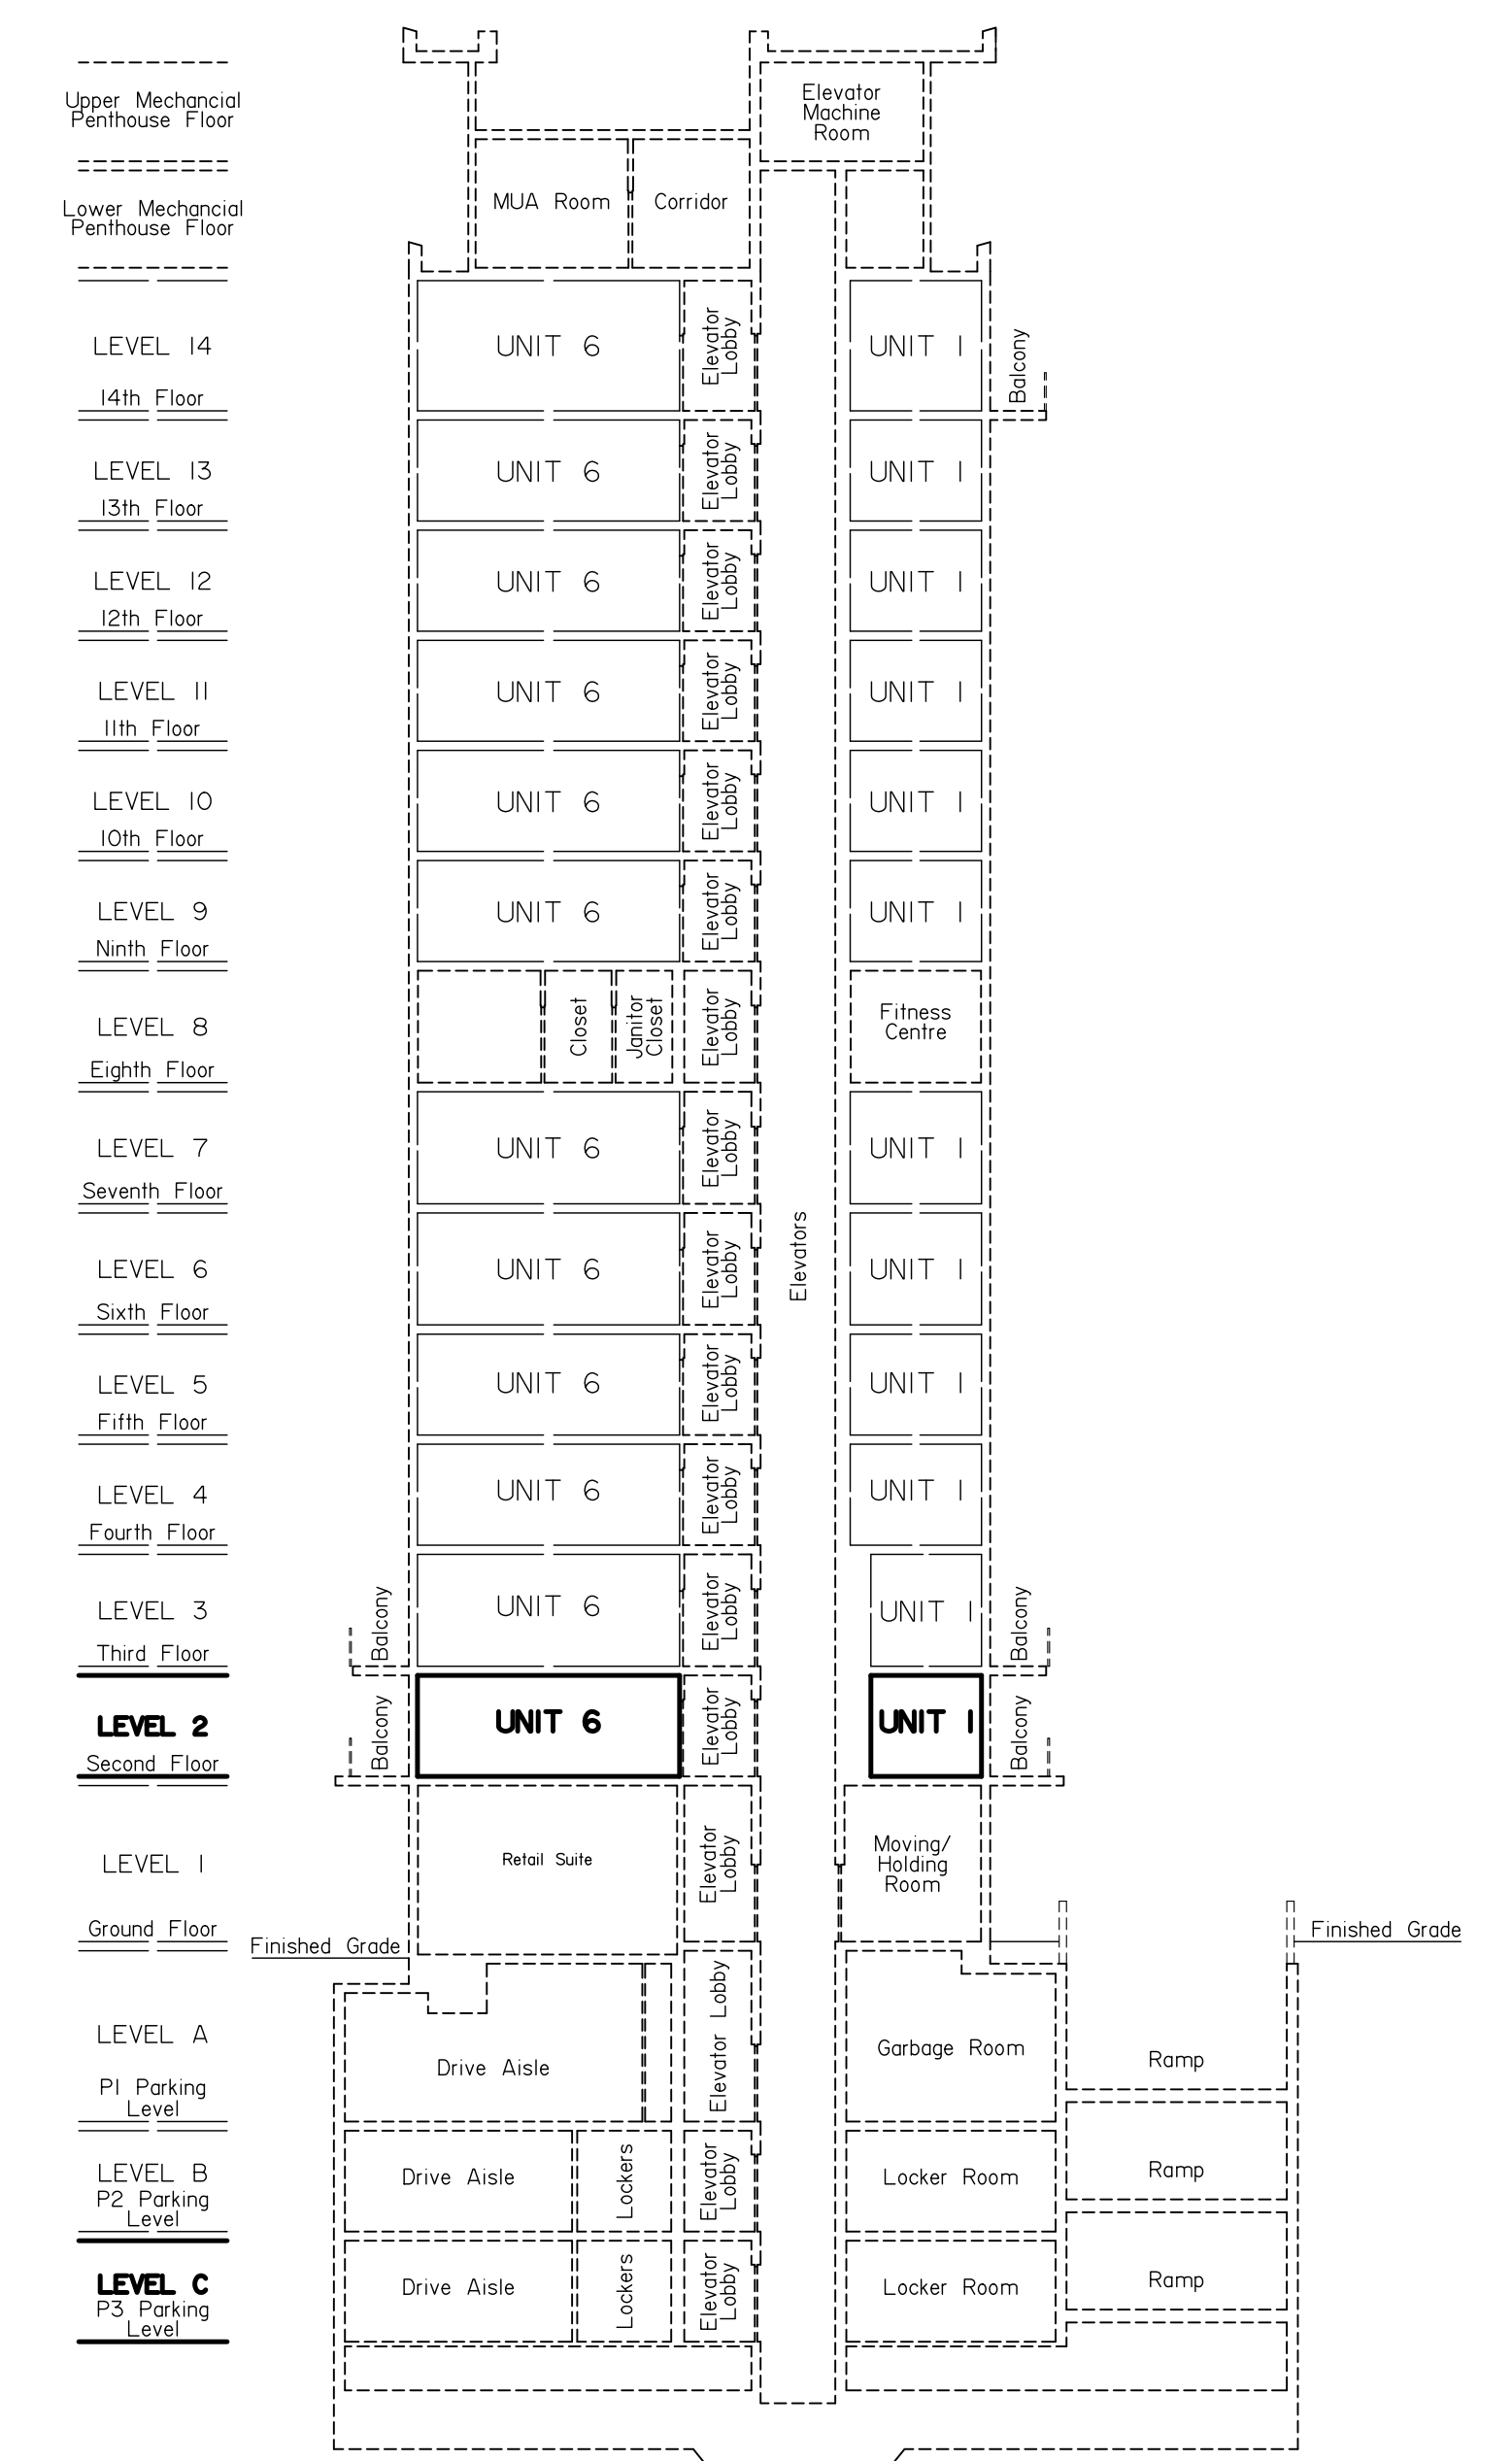 Upper Mechancial
Penthouse Floor
Elevator
Machine
Room
Lower Mechancial
Penthouse Floor
MUA Room
Corridor
LEVEL 14
14th Floor
UNIT 6
Elevator
Lobby
UNIT 1
Balcony
LEVEL 13
13th Floor
UNIT 6
Elevator
Lobby
UNIT 1
LEVEL 12
12th Floor
UNIT 6
Elevator
Lobby
UNIT 1
LEVEL 11
11th Floor
UNIT 6
Elevator
Lobby
UNIT 1
LEVEL 10
10th Floor
UNIT 6
Elevator
Lobby
UNIT 1
LEVEL 9
Ninth Floor
UNIT 6
Elevator
Lobby
UNIT 1
LEVEL 8
Eighth Floor
Closet
Janitor
Closet
Elevator
Lobby
Fitness
Centre
LEVEL 7
Seventh Floor
UNIT 6
Elevator
Lobby
UNIT 1
Elevators
LEVEL 6
Sixth Floor
UNIT 6
Elevator
Lobby
UNIT 1
LEVEL 5
Fifth Floor
UNIT 6
Elevator
Lobby
UNIT 1
LEVEL 4
Fourth Floor
UNIT 6
Elevator
Lobby
UNIT 1
LEVEL 3
Third Floor
Balcony
UNIT 6
Elevator
Lobby
UNIT 1
Balcony
LEVEL 2
Second Floor
Balcony
UNIT 6
Elevator
Lobby
UNIT 1
Balcony
LEVEL 1
Ground Floor
Retail Suite
Elevator
Lobby
Moving/
Holding
Room
Finished Grade
Finished Grade
LEVEL A
P1 Parking
Level
Drive Aisle
Elevator Lobby
Elevator Lobby
Garbage Room
Ramp
LEVEL B
P2 Parking
Level
Drive Aisle
Lockers
Elevator
Lobby
Locker Room
Ramp
LEVEL C
P3 Parking
Level
Drive Aisle
Lockers
Elevator
Lobby
Locker Room
Ramp